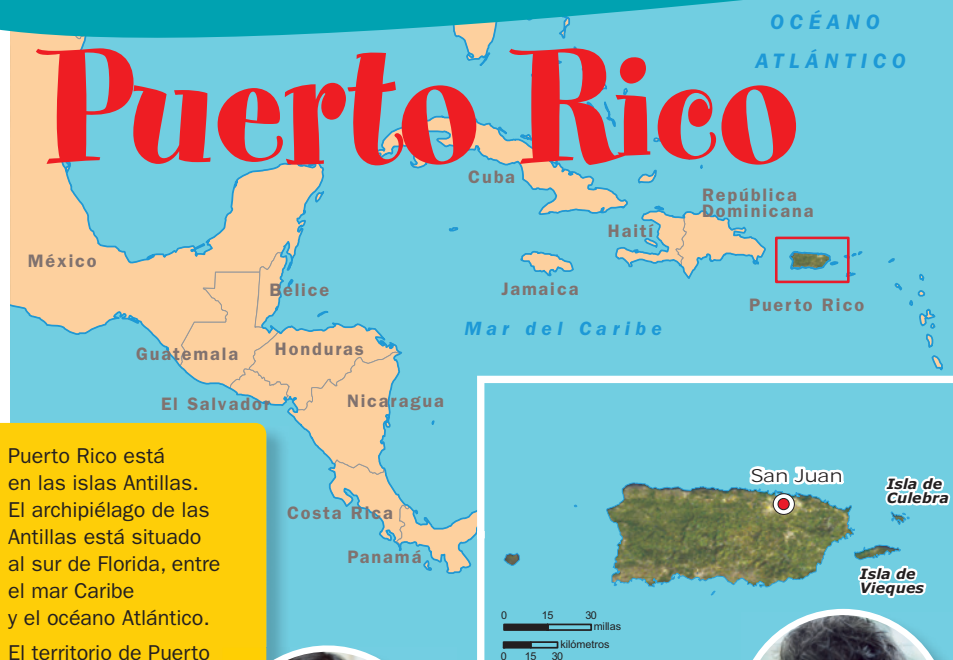 OCÉANO
ATLÁNTICO
Puerto Rico
Cuba
República
Dominicana
Haití
México
Belice
Jamaica
Puerto Rico
Mar del Caribe
Guatemala
Honduras
El Salvador
Nicaragua
Costa Rica
Panamá
Puerto Rico está
en las islas Antillas.
El archipiélago de las
Antillas está situado
al sur de Florida, entre
el mar Caribe
y el océano Atlántico.
El territorio de Puerto
San Juan
Isla de
Culebra
Isla de
Vieques
0 15 30
millas
kilómetros
0 15 30